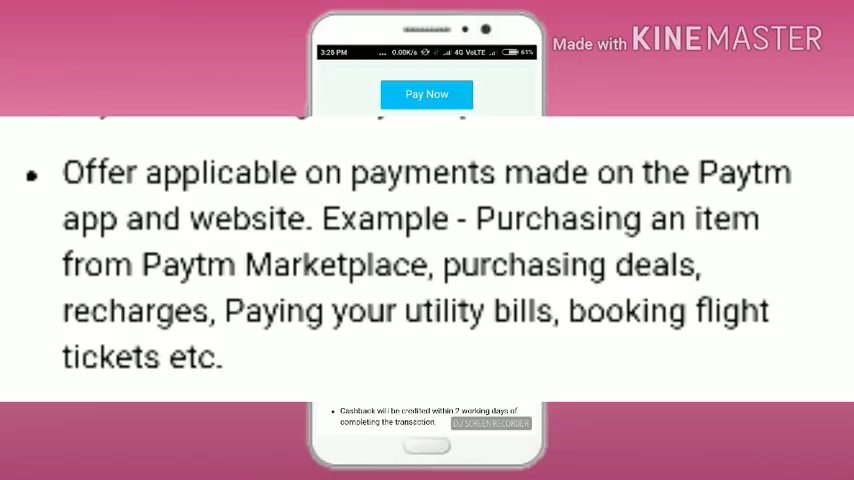 Made with KINEMASTER
3:28 PM ... 0.00K/s 4G VoLTE 61%
Pay Now
• Offer applicable on payments made on the Paytm
app and website. Example - Purchasing an item
from Paytm Marketplace, purchasing deals,
recharges, Paying your utility bills, booking flight
tickets etc.
• Cashback will be credited within 2 working days of
completing the transaction.
DU SCREEN RECORDER